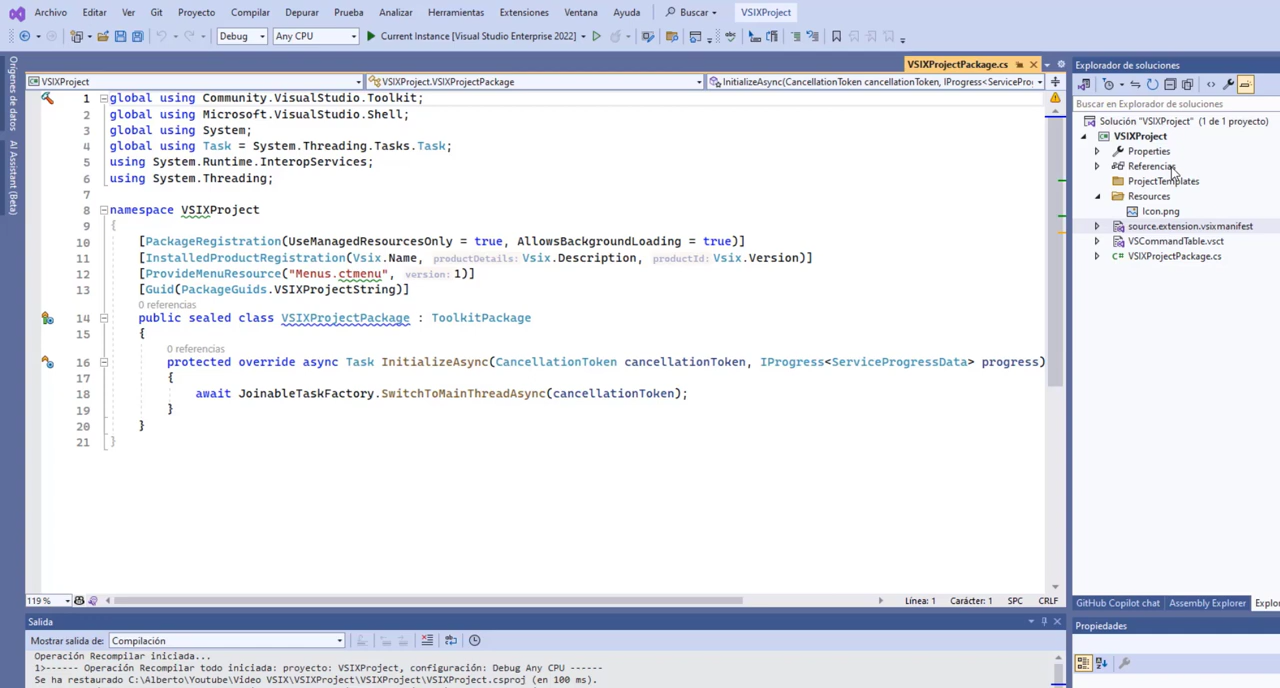 Archivo Editar Ver Git Proyecto Compilar Depurar Prueba Analizar Herramientas Extensiones Ventana Ayuda Buscar VSIXProject
Debug Any CPU Current Instance [Visual Studio Enterprise 2022]
Orígenes de datos
AI Assistant (Beta)
VSIXProjectPackage.cs
VSIXProject VSIXProject.VSIXProjectPackage InitializeAsync(CancellationToken cancellationToken, IProgress<ServiceProg
1 global using Community.VisualStudio.Toolkit;
2 global using Microsoft.VisualStudio.Shell;
3 global using System;
4 global using Task = System.Threading.Tasks.Task;
5 using System.Runtime.InteropServices;
6 using System.Threading;
7
8 namespace VSIXProject
9 {
10 [PackageRegistration(UseManagedResourcesOnly = true, AllowsBackgroundLoading = true)]
11 [InstalledProductRegistration(Vsix.Name, productDetails: Vsix.Description, productId: Vsix.Version)]
12 [ProvideMenuResource("Menus.ctmenu", version: 1)]
13 [Guid(PackageGuids.VSIXProjectString)]
0 referencias
14 public sealed class VSIXProjectPackage : ToolkitPackage
15 {
0 referencias
16 protected override async Task InitializeAsync(CancellationToken cancellationToken, IProgress<ServiceProgressData> progress)
17 {
18 await JoinableTaskFactory.SwitchToMainThreadAsync(cancellationToken);
19 }
20 }
21 }
119 % Línea: 1 Carácter: 1 SPC CRLF
Salida
Mostrar salida de: Compilación
Operación Recompilar iniciada...
1>------ Operación Recompilar todo iniciada: proyecto: VSIXProject, configuración: Debug Any CPU ------
Se ha restaurado C:\Alberto\Youtube\Video VSIX\VSIXProject\VSIXProject\VSIXProject.csproj (en 100 ms).
Explorador de soluciones
Buscar en Explorador de soluciones
Solución "VSIXProject" (1 de 1 proyecto)
VSIXProject
Properties
Referencias
ProjectTemplates
Resources
Icon.png
source.extension.vsixmanifest
VSCommandTable.vsct
C# VSIXProjectPackage.cs
GitHub Copilot chat Assembly Explorer Explo
Propiedades